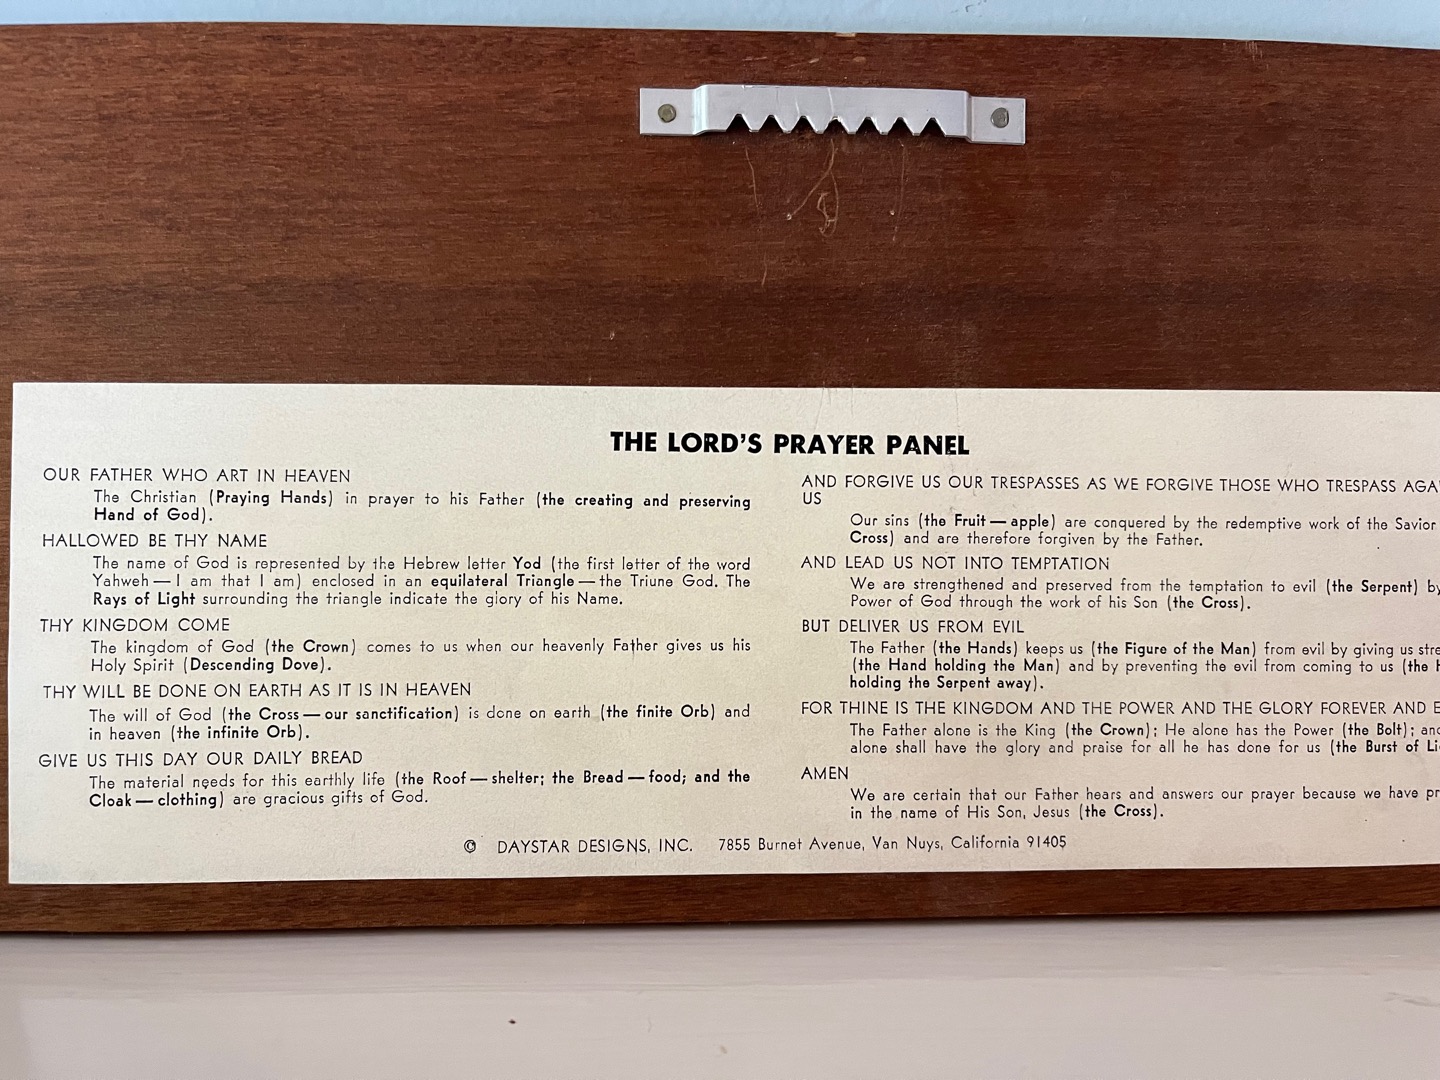 THE LORD'S PRAYER PANEL
OUR FATHER WHO ART IN HEAVEN
The Christian (Praying Hands) in prayer to his Father (the creating and preserving
Hand of God).
HALLOWED BE THY NAME
The name of God is represented by the Hebrew letter Yod (the first letter of the word
Yahweh — I am that I am) enclosed in an equilateral Triangle — the Triune God. The
Rays of Light surrounding the triangle indicate the glory of his Name.
THY KINGDOM COME
The kingdom of God (the Crown) comes to us when our heavenly Father gives us his
Holy Spirit (Descending Dove).
THY WILL BE DONE ON EARTH AS IT IS IN HEAVEN
The will of God (the Cross — our sanctification) is done on earth (the finite Orb) and
in heaven (the infinite Orb).
GIVE US THIS DAY OUR DAILY BREAD
The material needs for this earthly life (the Roof — shelter; the Bread — food; and the
Cloak — clothing) are gracious gifts of God.
AND FORGIVE US OUR TRESPASSES AS WE FORGIVE THOSE WHO TRESPASS
US
Our sins (the Fruit — apple) are conquered by the redemptive work of the Savior
Cross) and are therefore forgiven by the Father.
AND LEAD US NOT INTO TEMPTATION
We are strengthened and preserved from the temptation to evil (the Serpent) by
Power of God through the work of his Son (the Cross).
BUT DELIVER US FROM EVIL
The Father (the Hands) keeps us (the Figure of the Man) from evil by giving us
(the Hand holding the Man) and by preventing the evil from coming to us (the
holding the Serpent away).
FOR THINE IS THE KINGDOM AND THE POWER AND THE GLORY FOREVER AND
The Father alone is the King (the Crown); He alone has the Power (the Bolt);
alone shall have the glory and praise for all he has done for us (the Burst of
AMEN
We are certain that our Father hears and answers our prayer because we have
in the name of His Son, Jesus (the Cross).
© DAYSTAR DESIGNS, INC. 7855 Burnet Avenue, Van Nuys, California 91405